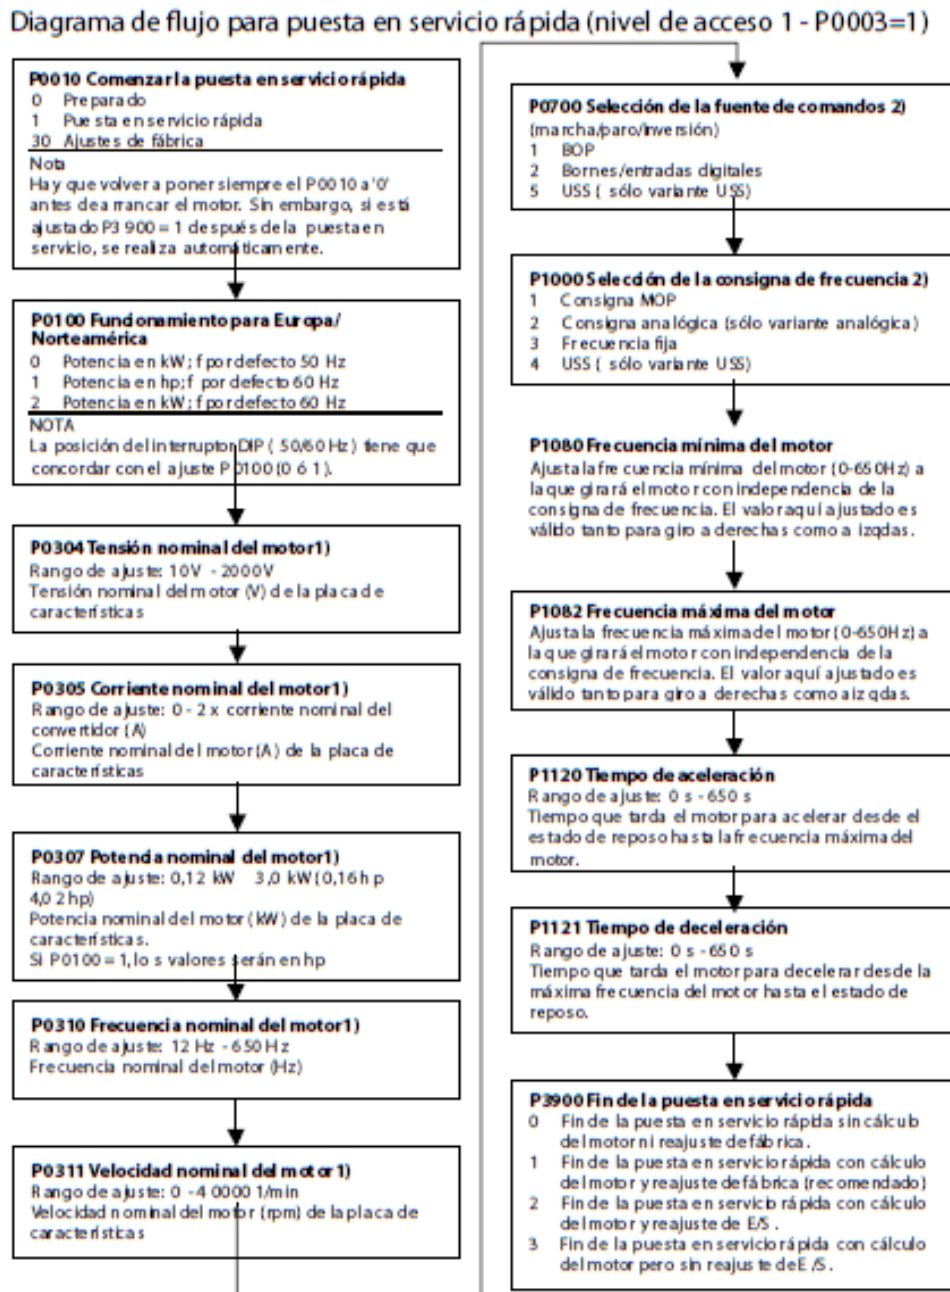 Diagrama de flujo para puesta en servicio rápida (nivel de acceso 1 - P0003=1)
P0010 Comenzar la puesta en servicio rápida
0 Preparado
1 Puesta en servicio rápida
30 Ajustes de fábrica
Nota
Hay que volver a poner siempre el P0010 a '0'
antes de arrancar el motor. Sin embargo, si está
ajustado P3900 = 1 después de la puesta en
servicio, se realiza automáticamente.
P0100 Funcionamiento para Europa/
Norteamérica
0 Potencia en kW; f por defecto 50 Hz
1 Potencia en hp; f por defecto 60 Hz
2 Potencia en kW; f por defecto 60 Hz
NOTA
La posición del interruptor DIP ( 50/60 Hz) tiene que
concordar con el ajuste P0100 (0 ó 1).
P0304 Tensión nominal del motor1)
Rango de ajuste: 10V - 2000V
Tensión nominal del motor (V) de la placa de
características
P0305 Corriente nominal del motor1)
Rango de ajuste: 0 - 2 x corriente nominal del
convertidor (A)
Corriente nominal del motor (A) de la placa de
características
P0307 Potencia nominal del motor1)
Rango de ajuste: 0,12 kW 3,0 kW (0,16 hp
4,02 hp)
Potencia nominal del motor (kW) de la placa de
características.
Si P0100 = 1, los valores serán en hp
P0310 Frecuencia nominal del motor1)
Rango de ajuste: 12 Hz - 650 Hz
Frecuencia nominal del motor (Hz)
P0311 Velocidad nominal del motor1)
Rango de ajuste: 0 - 4 0000 1/min
Velocidad nominal del motor (rpm) de la placa de
características
P0700 Selección de la fuente de comandos 2)
(marcha/paro/inversión)
1 BOP
2 Bornes/entradas digitales
5 USS ( sólo variante USS)
P1000 Selección de la consigna de frecuencia 2)
1 Consigna MOP
2 Consigna analógica (sólo variante analógica)
3 Frecuencia fija
4 USS ( sólo variante USS)
P1080 Frecuencia mínima del motor
Ajusta la frecuencia mínima del motor (0-650Hz) a
la que girará el motor con independencia de la
consigna de frecuencia. El valor aquí ajustado es
válido tanto para giro a derechas como a izqdas.
P1082 Frecuencia máxima del motor
Ajusta la frecuencia máxima del motor (0-650Hz) a
la que girará el motor con independencia de la
consigna de frecuencia. El valor aquí ajustado es
válido tanto para giro a derechas como a izqdas.
P1120 Tiempo de aceleración
Rango de ajuste: 0 s - 650 s
Tiempo que tarda el motor para acelerar desde el
estado de reposo hasta la frecuencia máxima del
motor.
P1121 Tiempo de deceleración
Rango de ajuste: 0 s - 650 s
Tiempo que tarda el motor para decelerar desde la
máxima frecuencia del motor hasta el estado de
reposo.
P3900 Fin de la puesta en servicio rápida
0 Fin de la puesta en servicio rápida sin cálculo
del motor ni reajuste de fábrica.
1 Fin de la puesta en servicio rápida con cálculo
del motor y reajuste de fábrica (recomendado)
2 Fin de la puesta en servicio rápida con cálculo
del motor y reajuste de E/S .
3 Fin de la puesta en servicio rápida con cálculo
del motor pero sin reajuste de E/S .